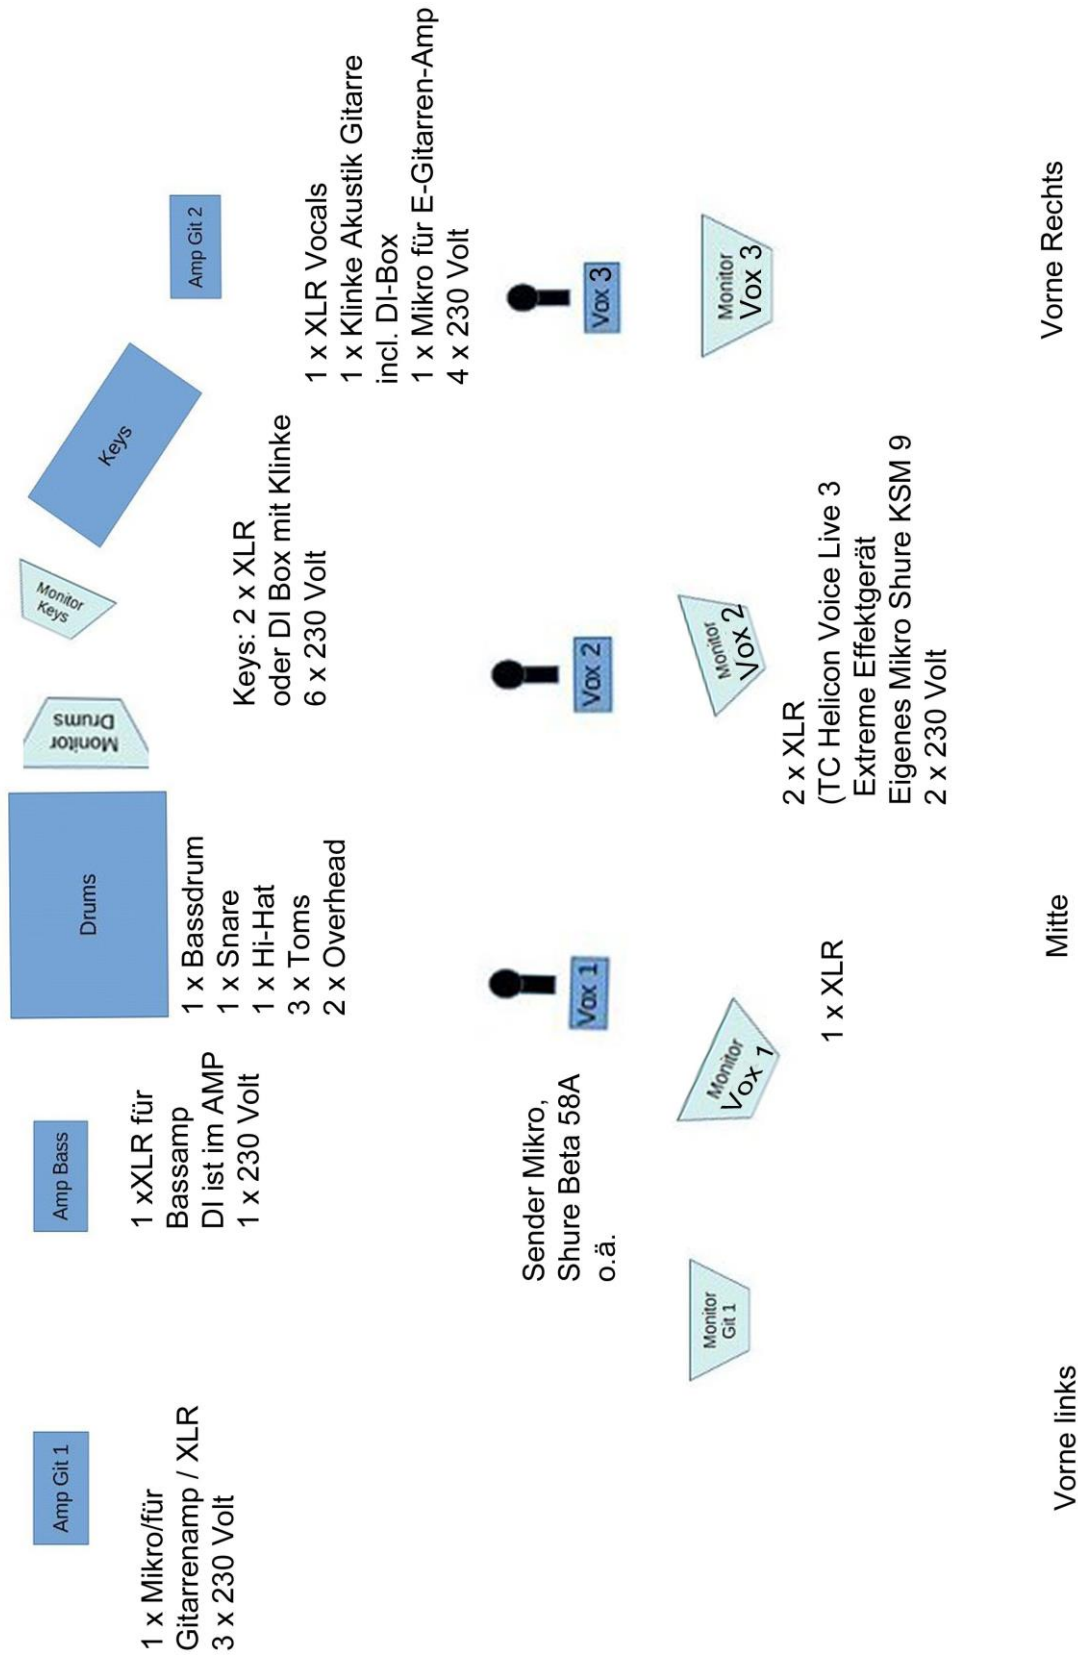 Amp Git 1
1 x Mikro/für
Gitarrenamp / XLR
3 x 230 Volt
Amp Bass
1 xXLR für
Bassamp
DI ist im AMP
1 x 230 Volt
Drums
1 x Bassdrum
1 x Snare
1 x Hi-Hat
3 x Toms
2 x Overhead
Monitor
Drums
Monitor
Keys
Keys
Keys: 2 x XLR
oder DI Box mit Klinke
6 x 230 Volt
Amp Git 2
1 x XLR Vocals
1 x Klinke Akustik Gitarre
incl. DI-Box
1 x Mikro für E-Gitarren-Amp
4 x 230 Volt
Sender Mikro,
Shure Beta 58A
o.ä.
Vox 1
Vox 2
Vox 3
Monitor
Git 1
Monitor
Vox 1
Monitor
Vox 2
Monitor
Vox 3
1 x XLR
2 x XLR
(TC Helicon Voice Live 3
Extreme Effektgerät
Eigenes Mikro Shure KSM 9
2 x 230 Volt
Vorne links
Mitte
Vorne Rechts